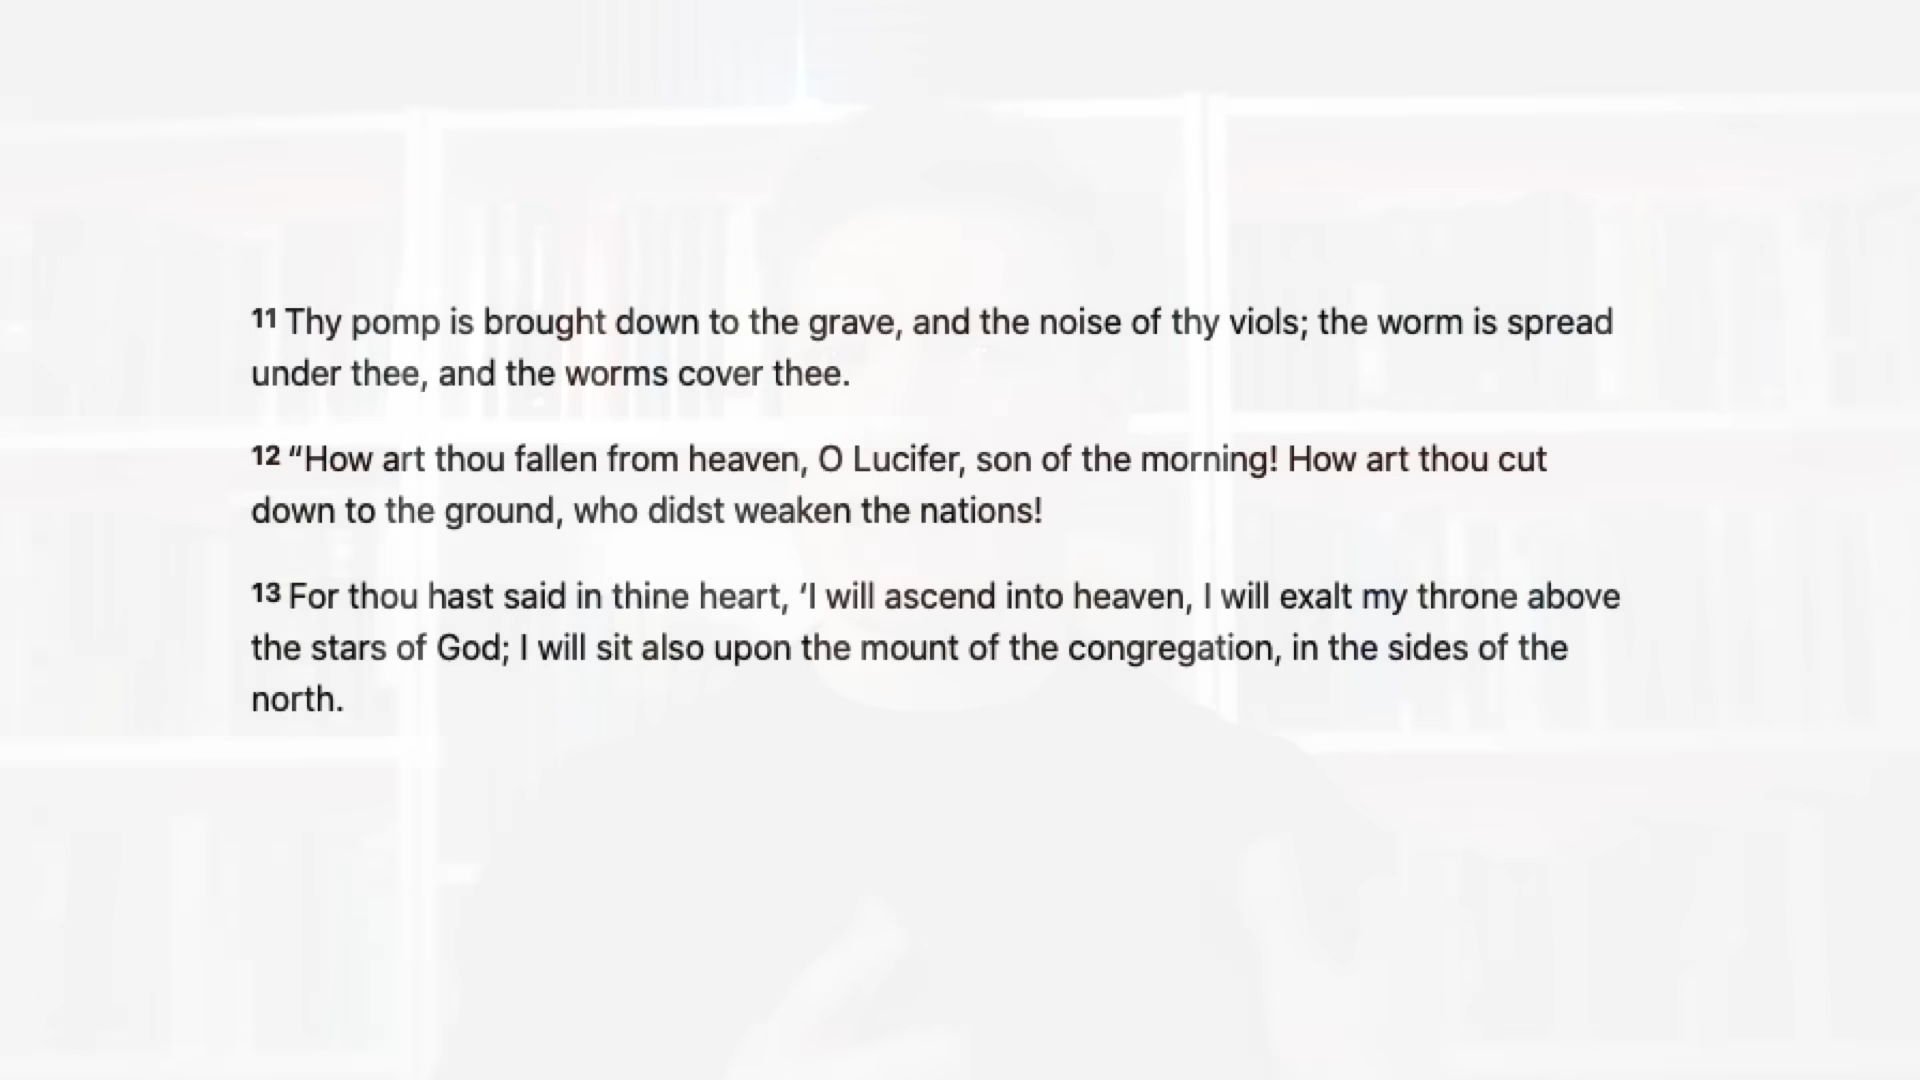 11 Thy pomp is brought down to the grave, and the noise of thy viols; the worm is spread
under thee, and the worms cover thee.
12 “How art thou fallen from heaven, O Lucifer, son of the morning! How art thou cut
down to the ground, who didst weaken the nations!
13 For thou hast said in thine heart, ‘I will ascend into heaven, I will exalt my throne above
the stars of God; I will sit also upon the mount of the congregation, in the sides of the
north.